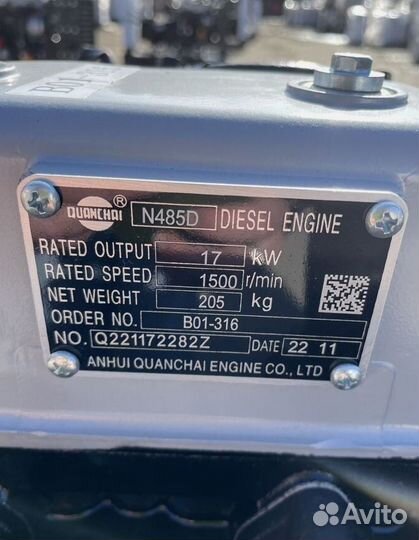 QUANCHAI ® N485D DIESEL ENGINE
RATED OUTPUT 17 kW
RATED SPEED 1500 r/min
NET WEIGHT 205 kg
ORDER NO. B01-316
NO. Q221172282Z DATE 22 11
ANHUI QUANCHAI ENGINE CO., LTD
Avito